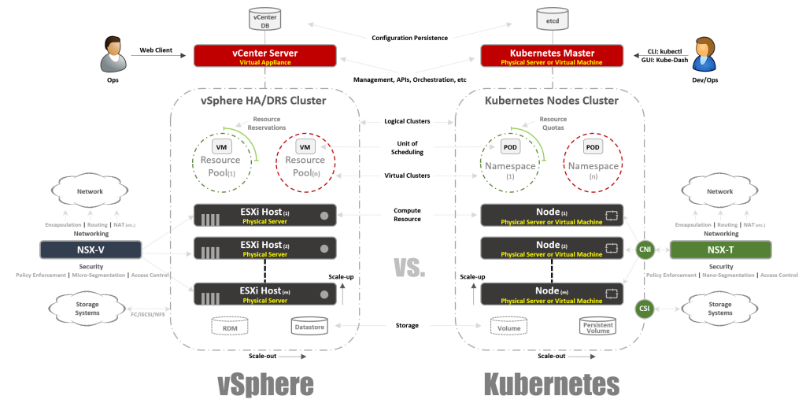 vCenter
DB
etcd
Configuration Persistence
Web Client
vCenter Server
Virtual Appliance
Kubernetes Master
Physical Server or Virtual Machine
CLI: kubectl
GUI: Kube-Dash
Ops
Management, APIs, Orchestration, etc
Dev/Ops
vSphere HA/DRS Cluster
Kubernetes Nodes Cluster
Resource
Reservations
Logical Clusters
Resource
Quotas
VM
Resource
Pool(1)
VM
Resource
Pool(n)
Unit of
Scheduling
POD
Namespace
(1)
POD
Namespace
(n)
Virtual Clusters
Network
Encapsulation | Routing | NAT (etc.)
Networking
NSX-V
Security
Policy Enforcement | Micro-Segmentation | Access Control
Storage
Systems
FC/iSCSI/NFS
ESXi Host (1)
Physical Server
ESXi Host (2)
Physical Server
ESXi Host (m)
Physical Server
Scale-up
RDM
Datastore
Scale-out
Compute
Resource
vs.
Storage
Node (1)
Physical Server or Virtual Machine
Node (2)
Physical Server or Virtual Machine
Scale-up
Node (m)
Physical Server or Virtual Machine
Volume
Persistent
Volume
Scale-out
Network
Encapsulation | Routing | NAT (etc.)
Networking
CNI
NSX-T
Security
Policy Enforcement | Nano-Segmentation | Access Control
CSI
Storage
Systems
vSphere
Kubernetes